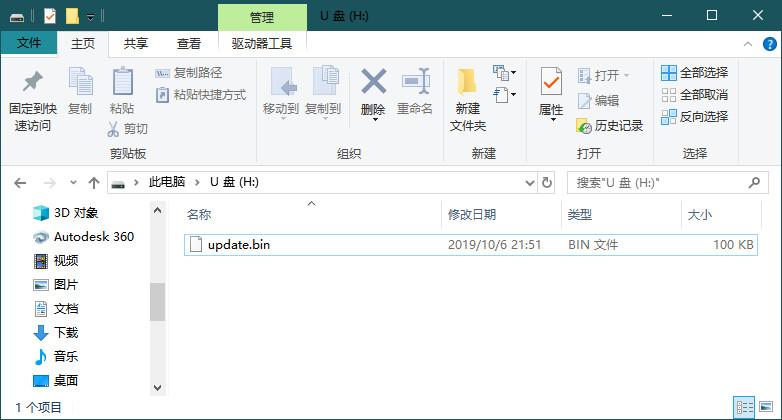 管理
U 盘 (H:)
文件
主页
共享
查看
驱动器工具
固定到快速访问
复制
粘贴
复制路径
粘贴快捷方式
剪切
剪贴板
移动到
复制到
删除
重命名
组织
新建
文件夹
新建
属性
打开
编辑
历史记录
打开
全部选择
全部取消
反向选择
选择
此电脑 > U 盘 (H:)
搜索"U 盘 (H:)"
名称
修改日期
类型
大小
update.bin
2019/10/6 21:51
BIN 文件
100 KB
3D 对象
Autodesk 360
视频
图片
文档
下载
音乐
桌面
1 个项目